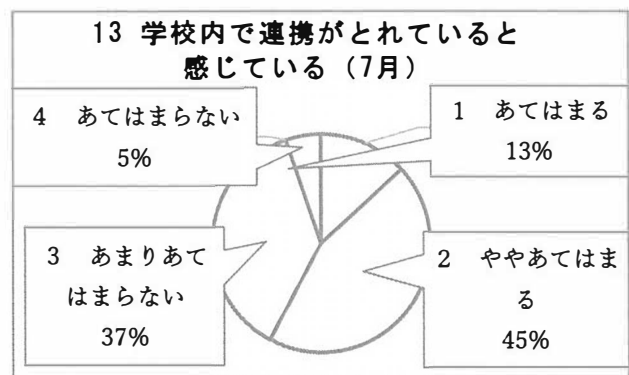 13 学校内で連携がとれていると
感じている（7月）
4 あてはまらない
5%
1 あてはまる
13%
3 あまりあて
はまらない
37%
2 ややあてはま
る
45%